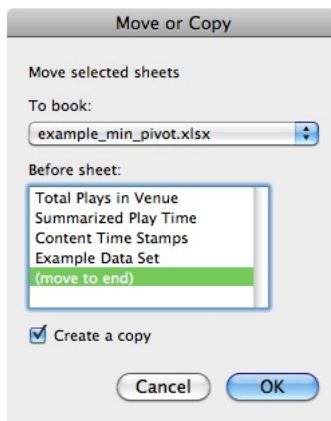 Move or Copy
Move selected sheets
To book:
example_min_pivot.xlsx
Before sheet:
Total Plays in Venue
Summarized Play Time
Content Time Stamps
Example Data Set
(move to end)
Create a copy
Cancel OK